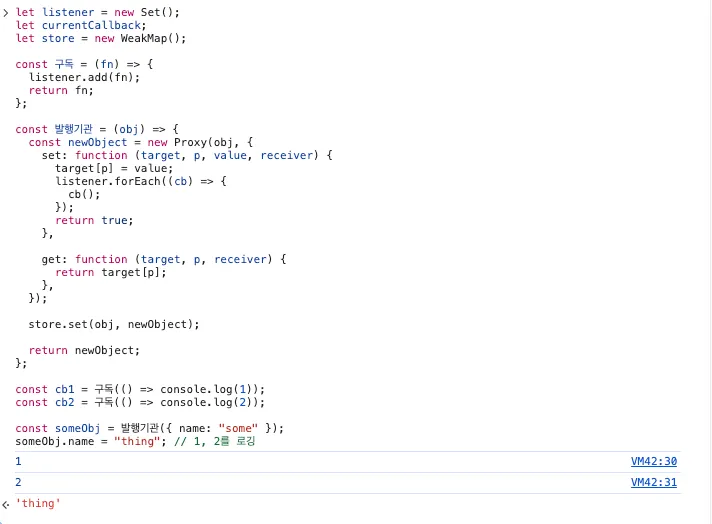 let listener = new Set();
let currentCallback;
let store = new WeakMap();
const 구독 = (fn) => {
  listener.add(fn);
  return fn;
};
const 발행기관 = (obj) => {
  const newObject = new Proxy(obj, {
    set: function (target, p, value, receiver) {
      target[p] = value;
      listener.forEach((cb) => {
        cb();
      });
      return true;
    },
    get: function (target, p, receiver) {
      return target[p];
    },
  });
  store.set(obj, newObject);
  return newObject;
};
const cb1 = 구독(() => console.log(1));
const cb2 = 구독(() => console.log(2));
const someObj = 발행기관({ name: "some" });
someObj.name = "thing"; // 1, 2를 로깅
1 VM42:30
2 VM42:31
'thing'